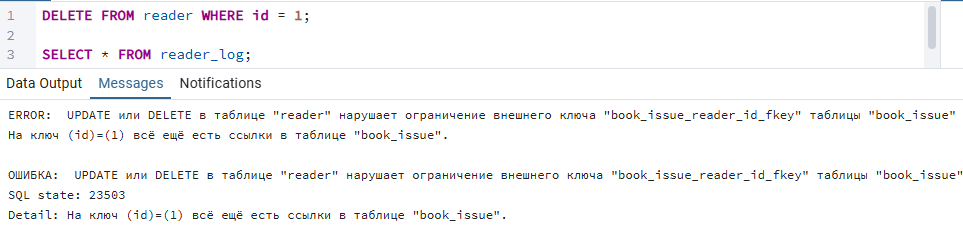 1 DELETE FROM reader WHERE id = 1;
2
3 SELECT * FROM reader_log;
Data Output Messages Notifications
ERROR:  UPDATE или DELETE в таблице "reader" нарушает ограничение внешнего ключа "book_issue_reader_id_fkey" таблицы "book_issue"
На ключ (id)=(1) всё ещё есть ссылки в таблице "book_issue".
ОШИБКА:  UPDATE или DELETE в таблице "reader" нарушает ограничение внешнего ключа "book_issue_reader_id_fkey" таблицы "book_issue"
SQL state: 23503
Detail: На ключ (id)=(1) всё ещё есть ссылки в таблице "book_issue".